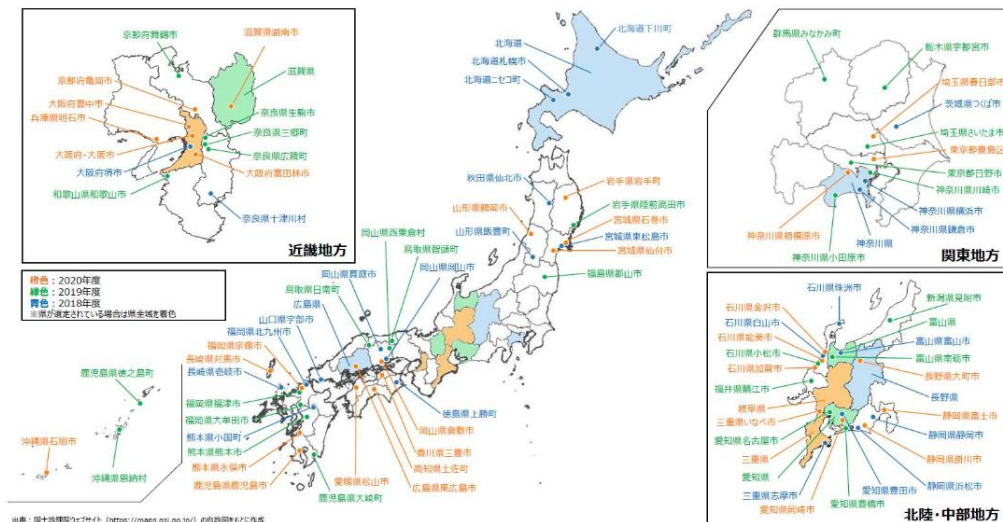 京都府舞鶴市
滋賀県湖南市
滋賀県
京都府亀岡市
大阪府豊中市
兵庫県明石市
奈良県生駒市
奈良県三郷町
大阪府・大阪市
奈良県広陵町
大阪府堺市
大阪府富田林市
和歌山県和歌山市
奈良県十津川村
近畿地方
橙色：2020年度
緑色：2019年度
青色：2018年度
※県が選定されている場合は県全域を着色
北海道下川町
北海道
北海道札幌市
北海道ニセコ町
秋田県仙北市
岩手県岩手町
岩手県陸前高田市
山形県鶴岡市
宮城県石巻市
山形県飯豊町
宮城県東松島市
宮城県仙台市
福島県郡山市
岡山県西粟倉村
鳥取県智頭町
岡山県真庭市
岡山県岡山市
鳥取県日南町
広島県
山口県宇部市
福岡県北九州市
福岡県宗像市
長崎県対馬市
長崎県壱岐市
福岡県福津市
福岡県大牟田市
熊本県小国町
熊本県熊本市
熊本県水俣市
鹿児島県鹿児島市
鹿児島県大崎町
鹿児島県徳之島町
沖縄県石垣市
沖縄県恩納村
徳島県上勝町
岡山県倉敷市
香川県三豊市
高知県土佐町
愛媛県松山市
広島県東広島市
群馬県みなかみ町
栃木県宇都宮市
埼玉県春日部市
茨城県つくば市
埼玉県さいたま市
東京都豊島区
東京都日野市
神奈川県川崎市
神奈川県横浜市
神奈川県鎌倉市
神奈川県相模原市
神奈川県
神奈川県小田原市
関東地方
石川県珠洲市
新潟県見附市
石川県金沢市
石川県白山市
富山県
石川県能美市
富山県富山市
石川県小松市
富山県南砺市
石川県加賀市
長野県大町市
福井県鯖江市
長野県
岐阜県
三重県いなべ市
静岡県富士市
愛知県名古屋市
静岡県静岡市
三重県
静岡県掛川市
愛知県
三重県志摩市
愛知県豊田市
静岡県浜松市
愛知県岡崎市
愛知県豊橋市
北陸・中部地方
出典：国土地理院ウェブサイト（https://maps.gsi.go.jp/）の白地図をもとに作成